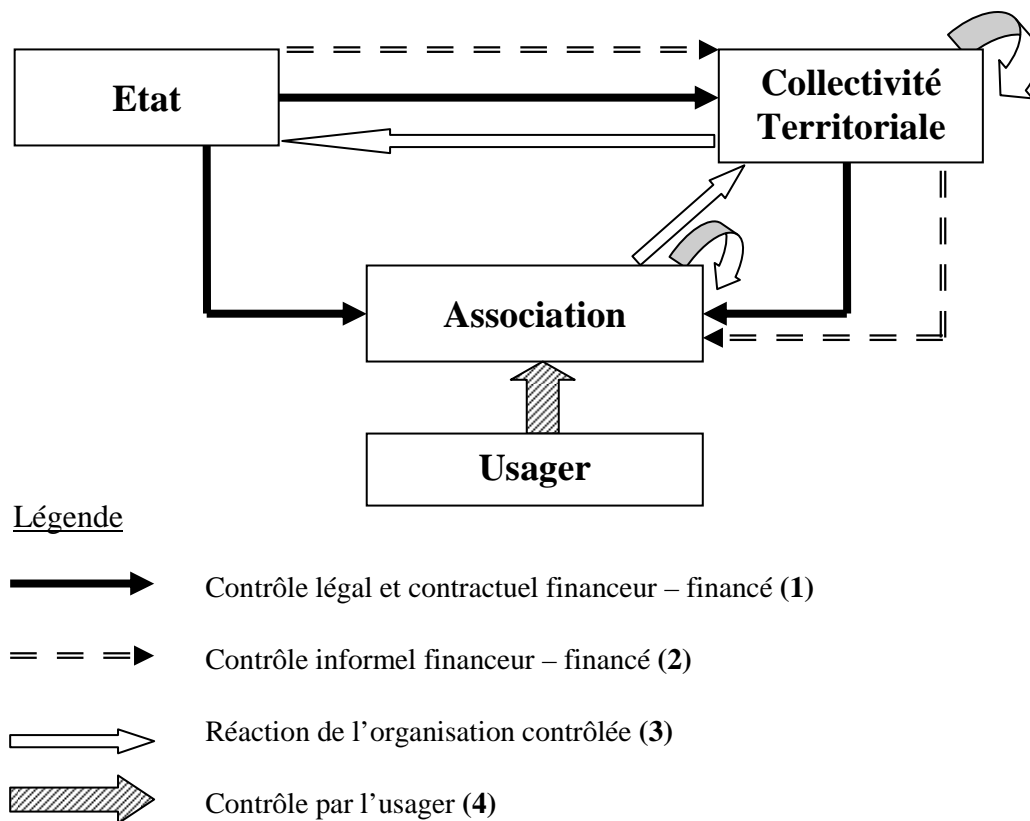 Etat
Collectivité
Territoriale
Association
Usager
Légende
Contrôle légal et contractuel financeur – financé (1)
Contrôle informel financeur – financé (2)
Réaction de l’organisation contrôlée (3)
Contrôle par l’usager (4)